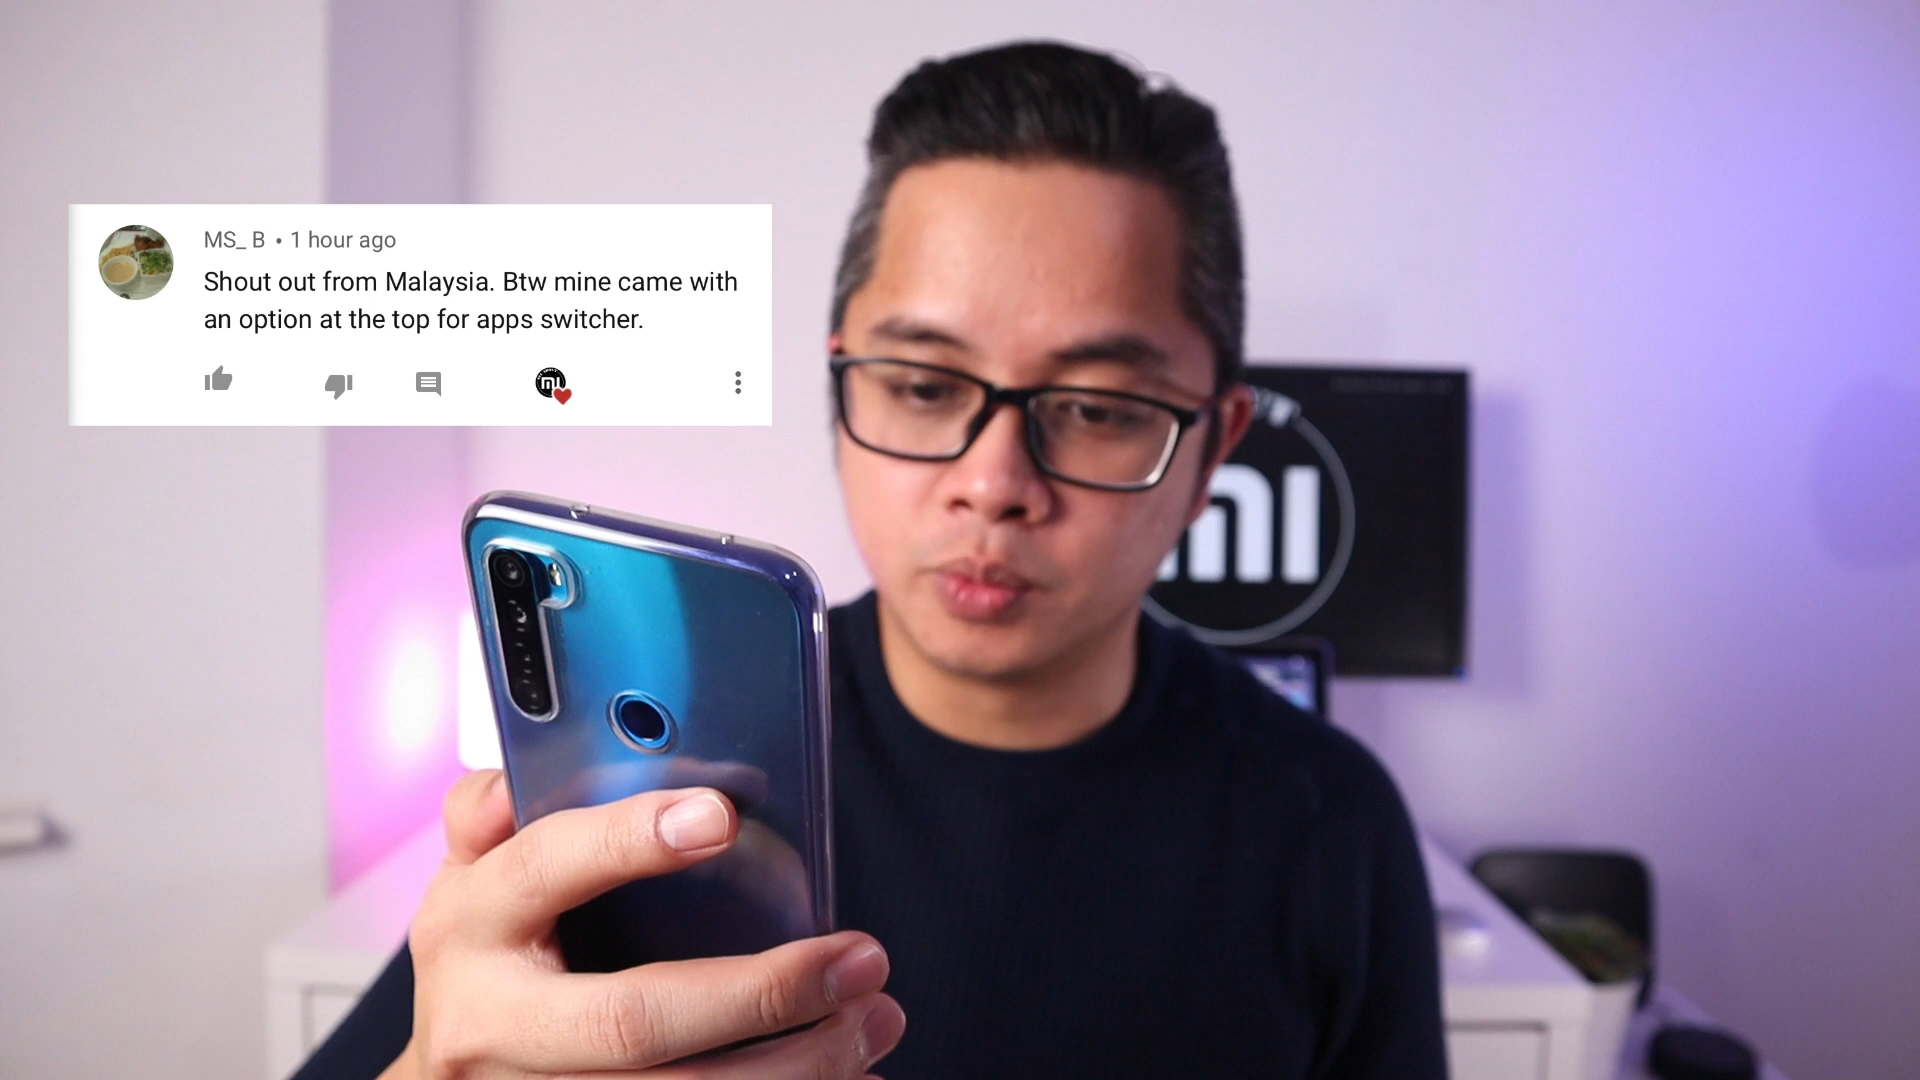 MS_ B • 1 hour ago
Shout out from Malaysia. Btw mine came with
an option at the top for apps switcher.
mi